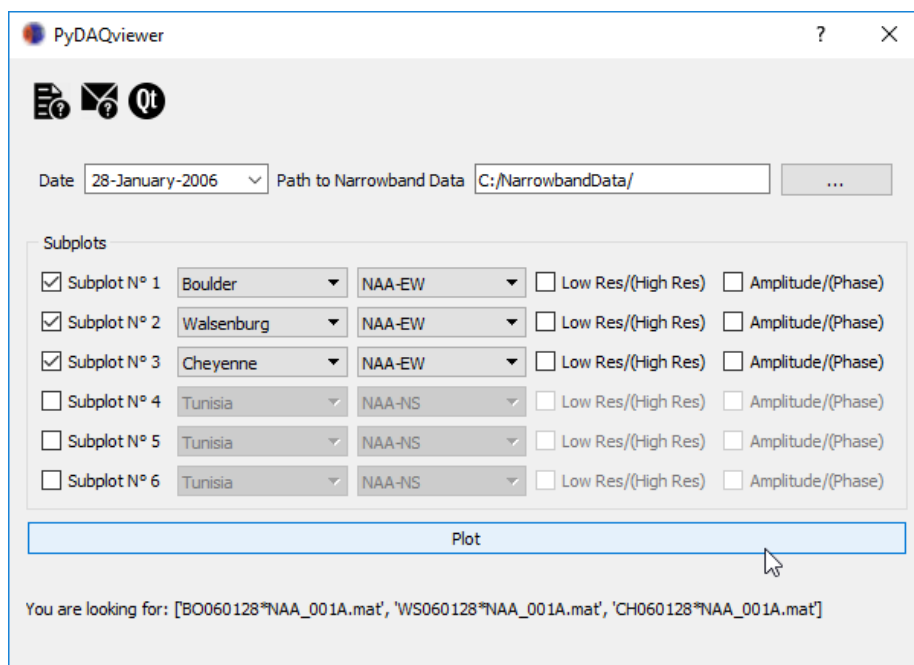 PyDAQviewer ?
Qt
Date 28-January-2006 Path to Narrowband Data C:/NarrowbandData/ ...
Subplots
Subplot N° 1 Boulder NAA-EW Low Res/(High Res) Amplitude/(Phase)
Subplot N° 2 Walsenburg NAA-EW Low Res/(High Res) Amplitude/(Phase)
Subplot N° 3 Cheyenne NAA-EW Low Res/(High Res) Amplitude/(Phase)
Subplot N° 4 Tunisia NAA-NS Low Res/(High Res) Amplitude/(Phase)
Subplot N° 5 Tunisia NAA-NS Low Res/(High Res) Amplitude/(Phase)
Subplot N° 6 Tunisia NAA-NS Low Res/(High Res) Amplitude/(Phase)
Plot
You are looking for: ['BO060128*NAA_001A.mat', 'WS060128*NAA_001A.mat', 'CH060128*NAA_001A.mat']